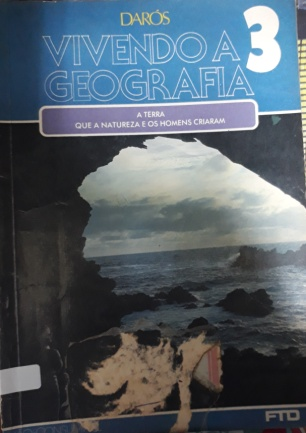 DARÓS
VIVENDO A 3
GEOGRAFIA
A TERRA
QUE A NATUREZA E OS HOMENS CRIARAM
FTD